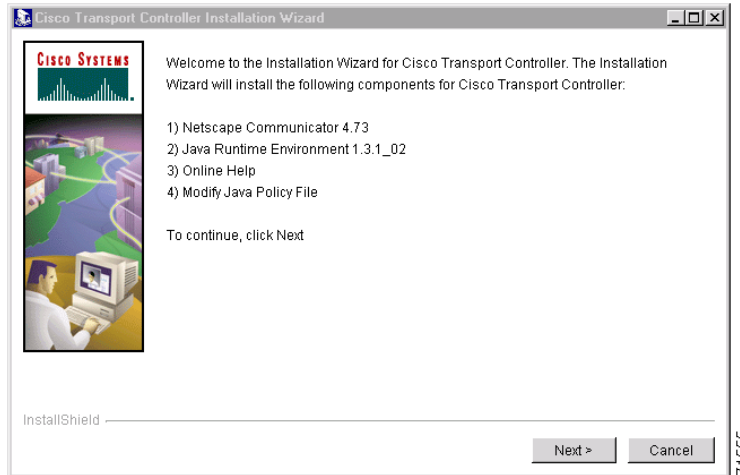 Cisco Transport Controller Installation Wizard
CISCO SYSTEMS
Welcome to the Installation Wizard for Cisco Transport Controller. The Installation
Wizard will install the following components for Cisco Transport Controller:
1) Netscape Communicator 4.73
2) Java Runtime Environment 1.3.1_02
3) Online Help
4) Modify Java Policy File
To continue, click Next
InstallShield
Next >
Cancel